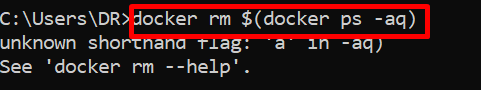 C:\Users\DR>docker rm $(docker ps -aq)
unknown shorthand flag: 'a' in -aq)
See 'docker rm --help'.